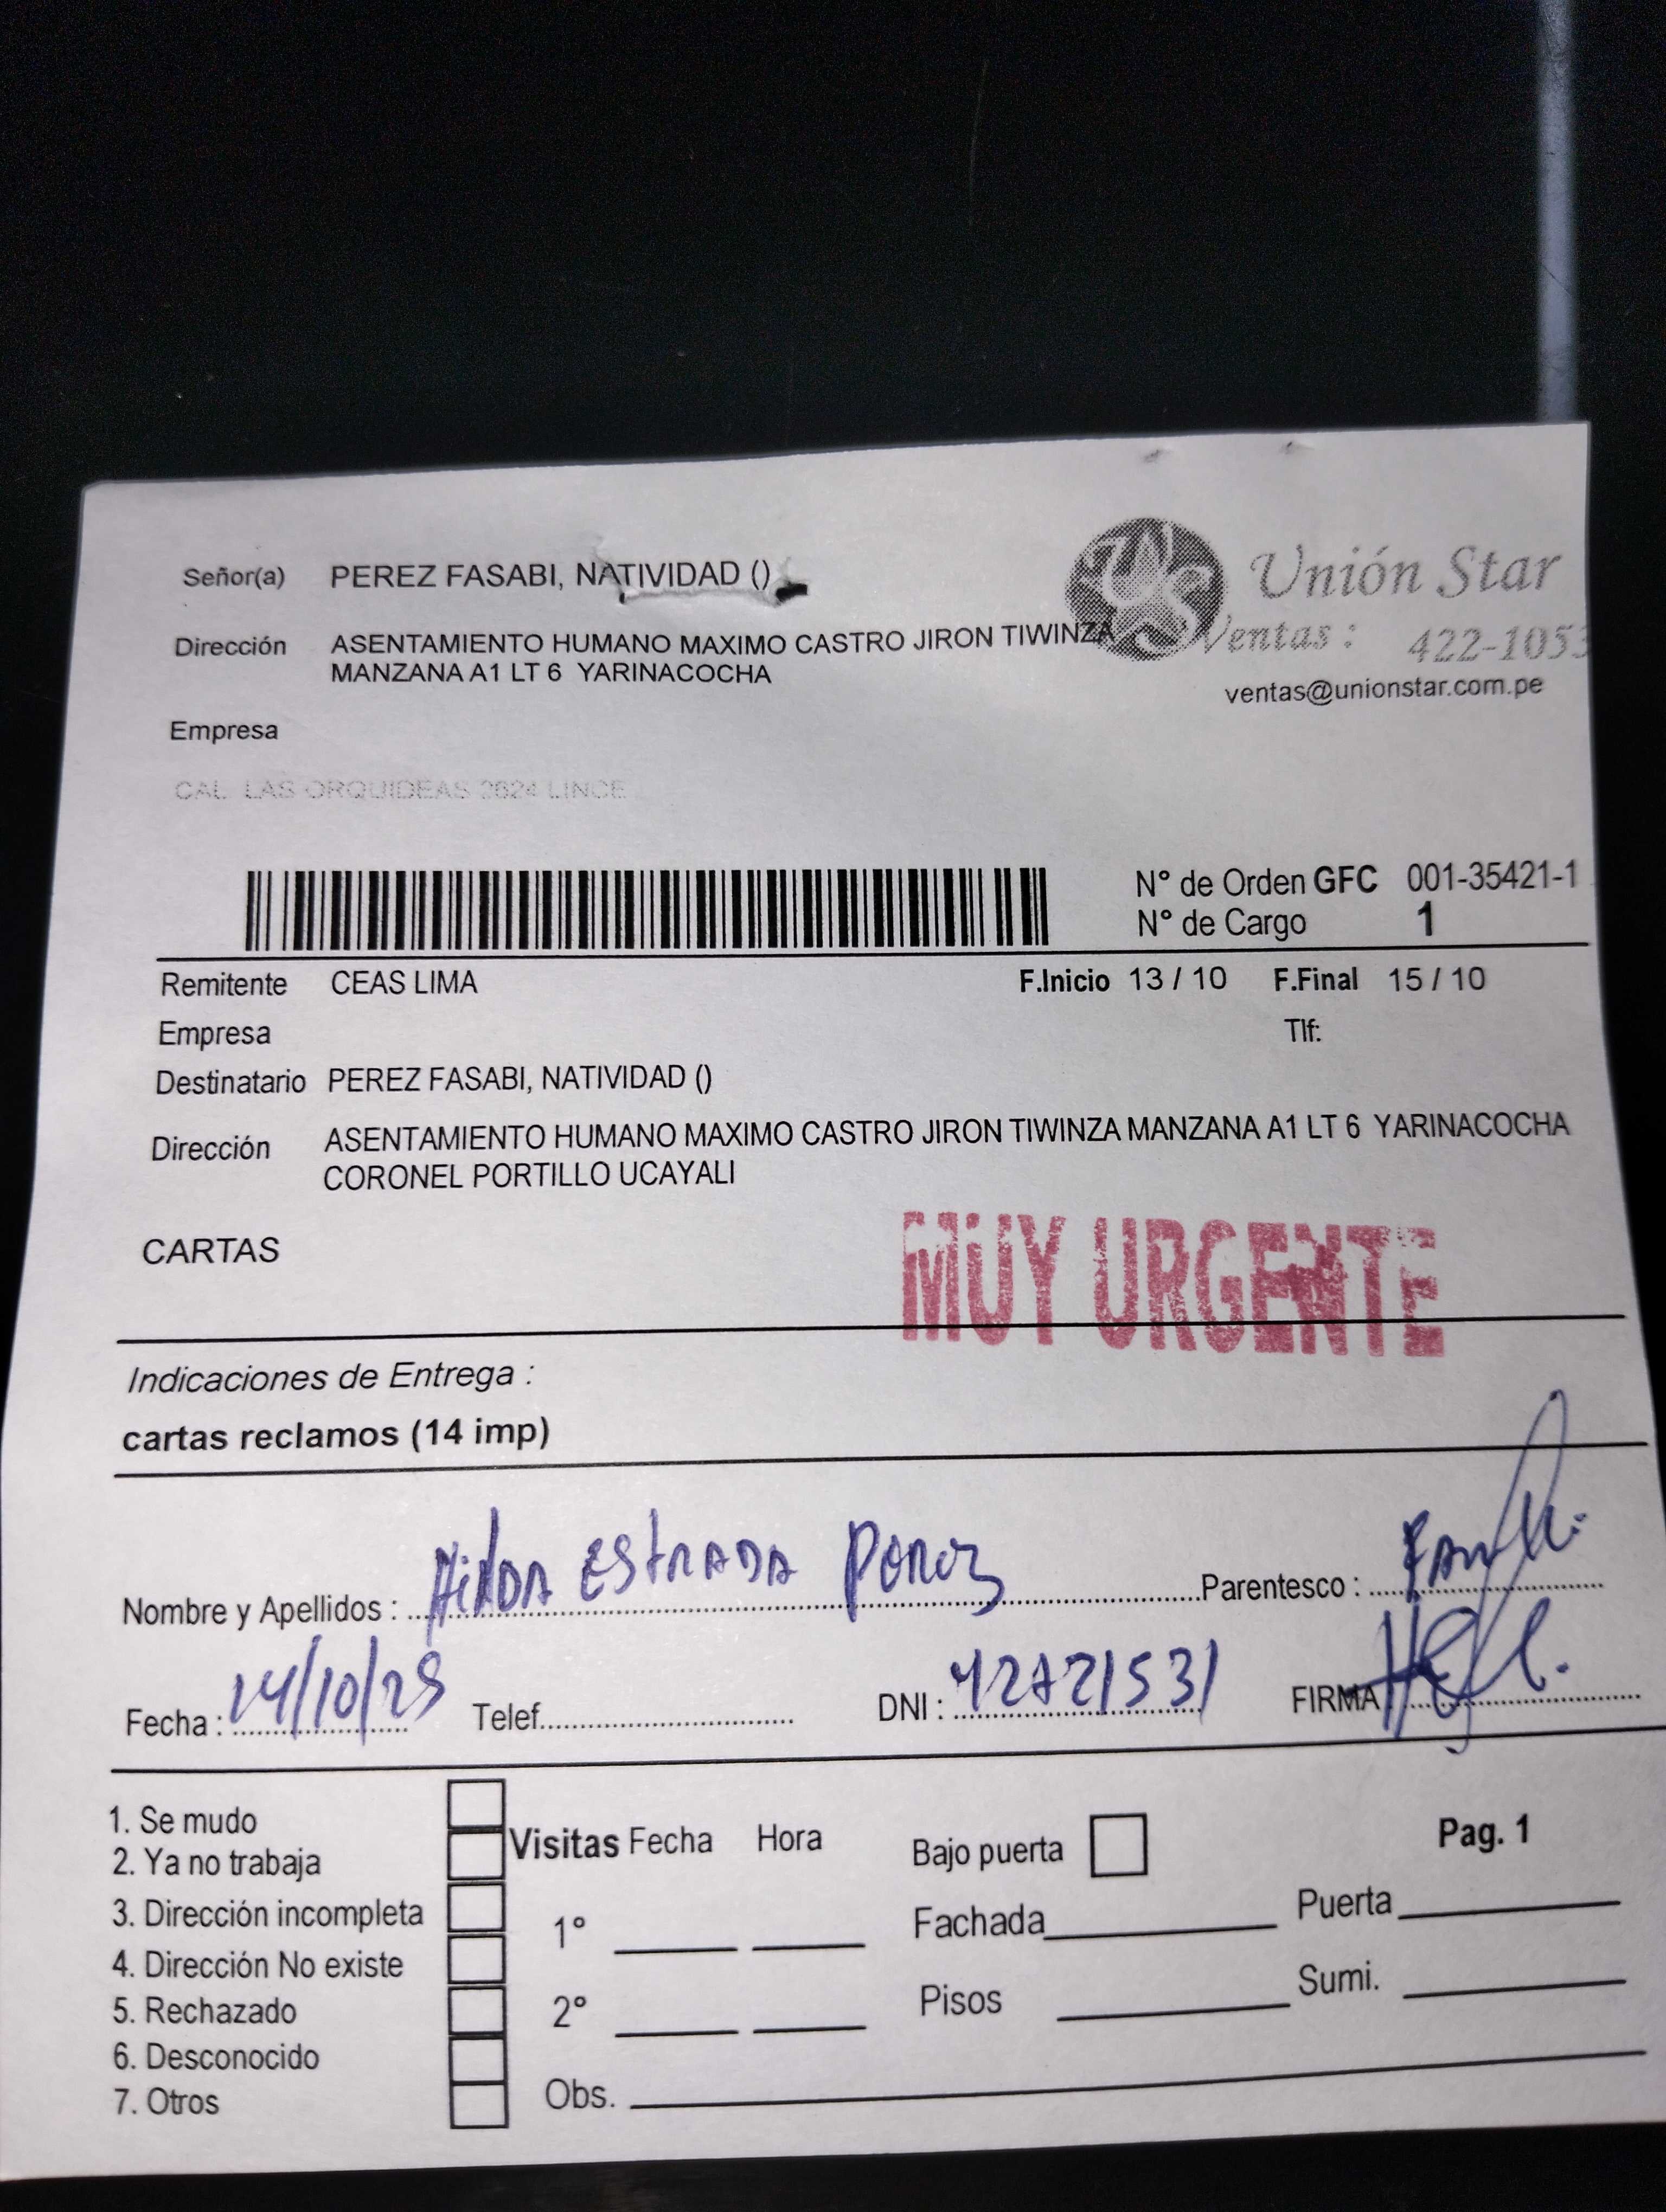 Señor(a) PEREZ FASABI, NATIVIDAD ()
Unión Star
Dirección ASENTAMIENTO HUMANO MAXIMO CASTRO JIRON TIWINZA
MANZANA A1 LT 6 YARINACOCHA
Ventas : 422-1053
ventas@unionstar.com.pe
Empresa
CAL LAS ORQUIDEAS 2624 LINCE
N° de Orden GFC 001-35421-1
N° de Cargo 1
Remitente CEAS LIMA F.Inicio 13 / 10 F.Final 15 / 10
Empresa Tlf:
Destinatario PEREZ FASABI, NATIVIDAD ()
Dirección ASENTAMIENTO HUMANO MAXIMO CASTRO JIRON TIWINZA MANZANA A1 LT 6 YARINACOCHA
CORONEL PORTILLO UCAYALI
CARTAS
MUY URGENTE
Indicaciones de Entrega :
cartas reclamos (14 imp)
Nombre y Apellidos : ESTRADA PEREZ Parentesco :
Fecha : 14/10/25 Telef. DNI : FIRMA
1. Se mudo
2. Ya no trabaja
3. Dirección incompleta
4. Dirección No existe
5. Rechazado
6. Desconocido
7. Otros
Visitas Fecha Hora
1°
2°
Obs.
Bajo puerta
Fachada
Pisos
Pag. 1
Puerta
Sumi.